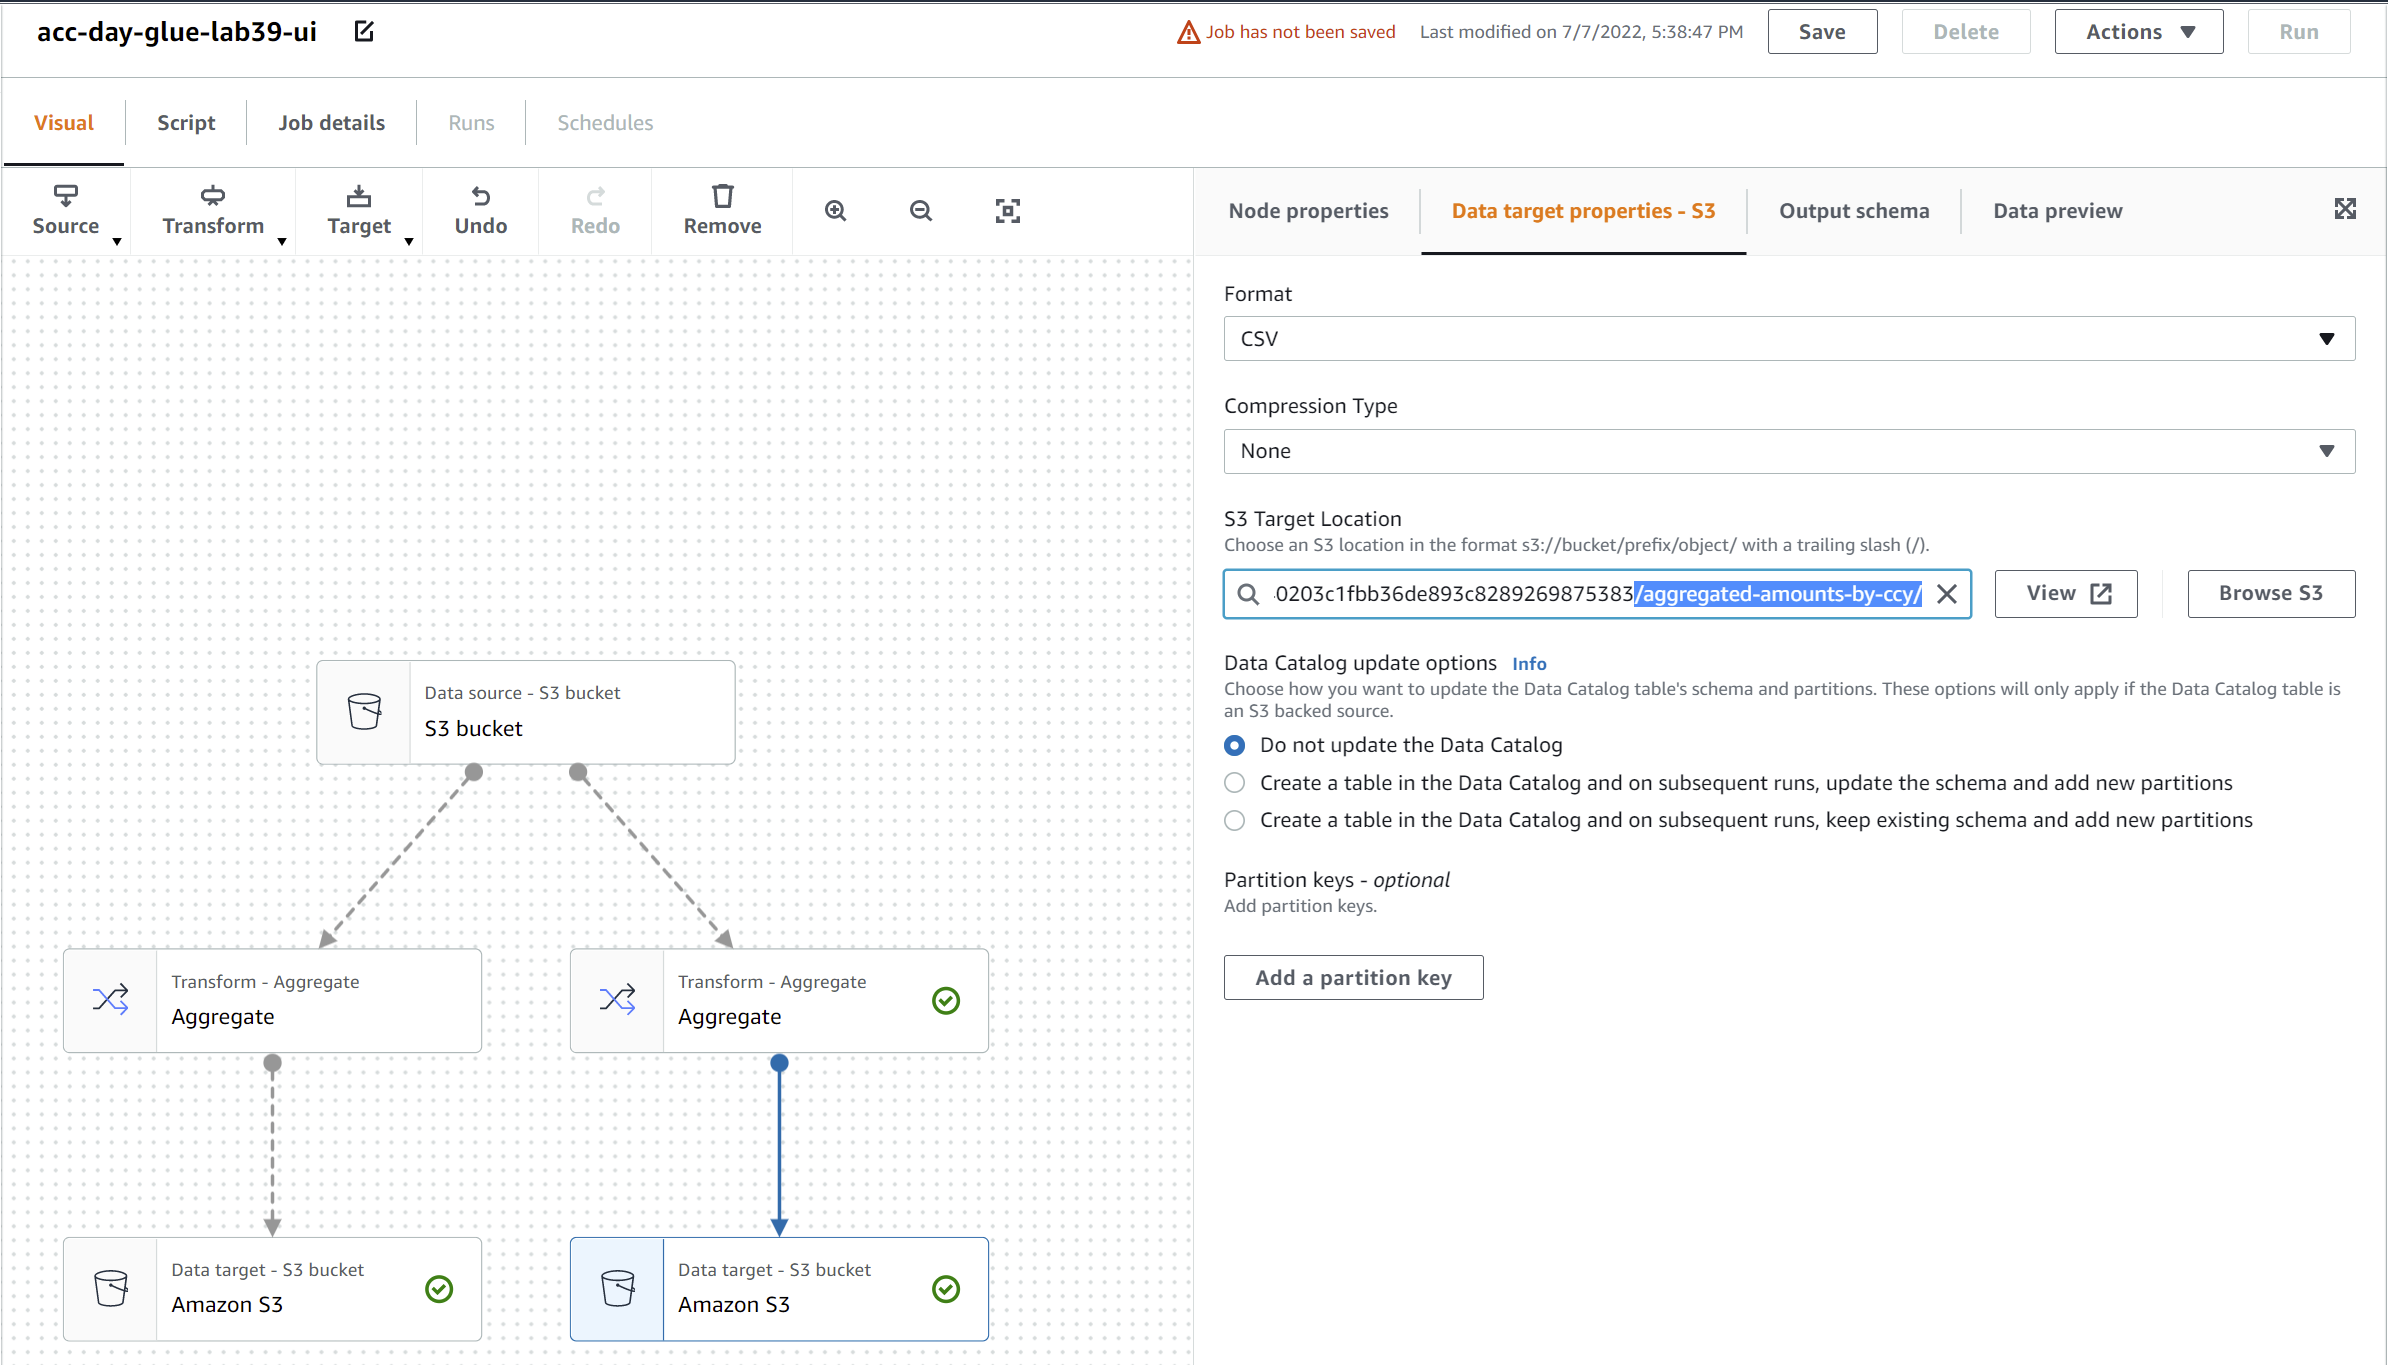 acc-day-glue-lab39-ui
Job has not been saved
Last modified on 7/7/2022, 5:38:47 PM
Save
Delete
Actions
Run
Visual
Script
Job details
Runs
Schedules
Source
Transform
Target
Undo
Redo
Remove
Node properties
Data target properties - S3
Output schema
Data preview
Format
CSV
Compression Type
None
S3 Target Location
Choose an S3 location in the format s3://bucket/prefix/object/ with a trailing slash (/).
0203c1fbb36de893c8289269875383/aggregated-amounts-by-ccy/
View
Browse S3
Data Catalog update options Info
Choose how you want to update the Data Catalog table's schema and partitions. These options will only apply if the Data Catalog table is
an S3 backed source.
Do not update the Data Catalog
Create a table in the Data Catalog and on subsequent runs, update the schema and add new partitions
Create a table in the Data Catalog and on subsequent runs, keep existing schema and add new partitions
Partition keys - optional
Add partition keys.
Add a partition key
Data source - S3 bucket
S3 bucket
Transform - Aggregate
Aggregate
Transform - Aggregate
Aggregate
Data target - S3 bucket
Amazon S3
Data target - S3 bucket
Amazon S3